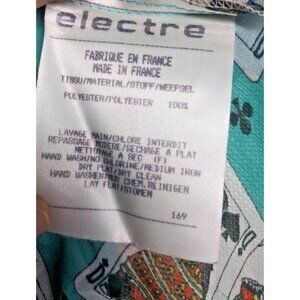 electre
FABRIQUE EN FRANCE
MADE IN FRANCE
TISSU/MATERIAL/STOFF/WEEFSEL
POLYESTER/POLYESTER 100%
LAVAGE MAIN/CHLORE INTERDIT
REPASSAGE MODERE/SECHAGE A PLAT
NETTOYAGE A SEC (F)
HAND WASH/NO CHLORINE/MEDIUM IRON
DRY FLAT/DRY CLEAN
HAND WASHEN/NUR CHEM. REINIGEN
LAY FLAT/STOMEN
169